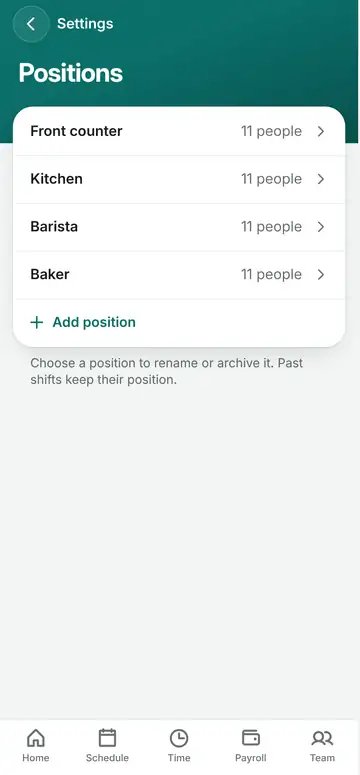 Settings
Positions
Front counter 11 people
Kitchen 11 people
Barista 11 people
Baker 11 people
+ Add position
Choose a position to rename or archive it. Past
shifts keep their position.
Home Schedule Time Payroll Team